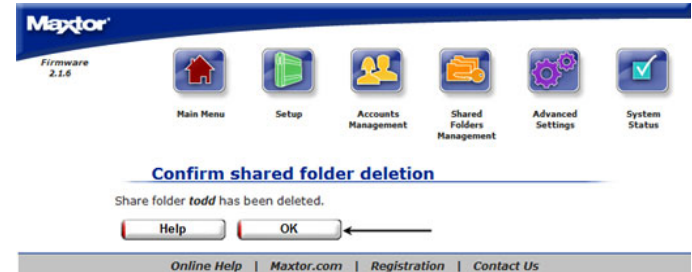 Maxtor
Firmware
2.1.6
Main Menu
Setup
Accounts
Management
Shared
Folders
Management
Advanced
Settings
System
Status
Confirm shared folder deletion
Share folder todd has been deleted.
Help
OK
Online Help | Maxtor.com | Registration | Contact Us